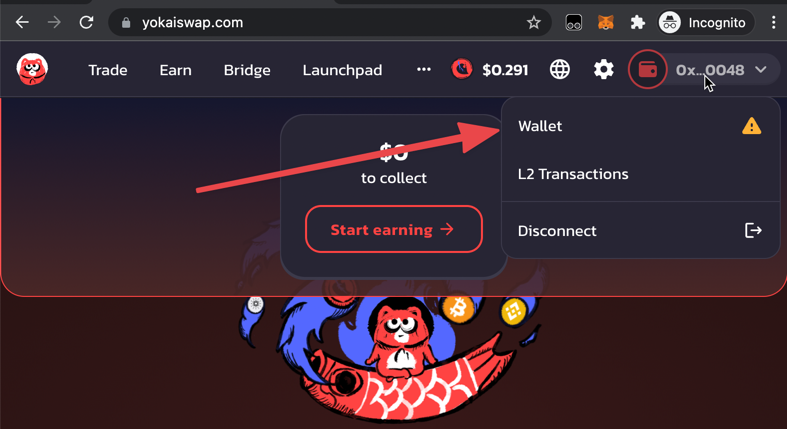 yokaiswap.com
Incognito
Trade
Earn
Bridge
Launchpad
$0.291
0x...0048
Wallet
L2 Transactions
Disconnect
$0
to collect
Start earning